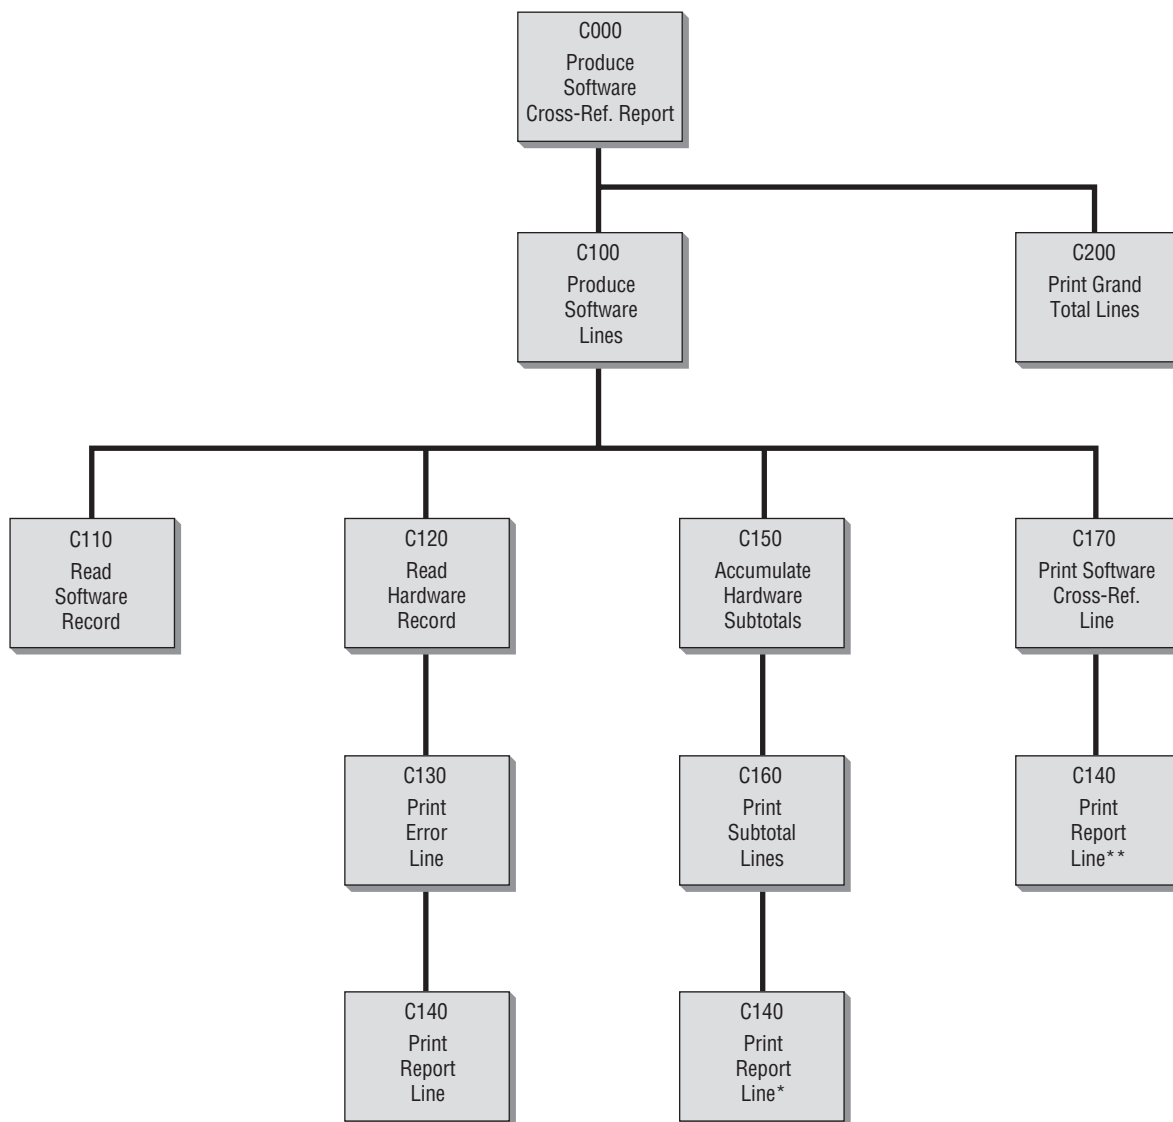 C000
Produce
Software
Cross-Ref. Report
C100
Produce
Software
Lines
C200
Print Grand
Total Lines
C110
Read
Software
Record
C120
Read
Hardware
Record
C150
Accumulate
Hardware
Subtotals
C170
Print Software
Cross-Ref.
Line
C130
Print
Error
Line
C160
Print
Subtotal
Lines
C140
Print
Report
Line**
C140
Print
Report
Line
C140
Print
Report
Line*